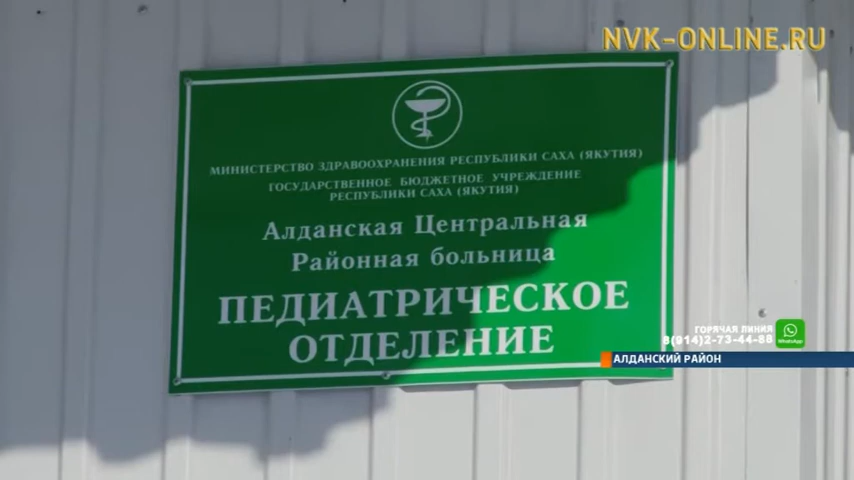 NVK-ONLINE.RU
МИНИСТЕРСТВО ЗДРАВООХРАНЕНИЯ РЕСПУБЛИКИ САХА (ЯКУТИЯ)
ГОСУДАРСТВЕННОЕ БЮДЖЕТНОЕ УЧРЕЖДЕНИЕ
РЕСПУБЛИКИ САХА (ЯКУТИЯ)
Алданская Центральная
Районная больница
ПЕДИАТРИЧЕСКОЕ
ОТДЕЛЕНИЕ
ГОРЯЧАЯ ЛИНИЯ
8(914)2-73-44-88
WhatsApp
АЛДАНСКИЙ РАЙОН